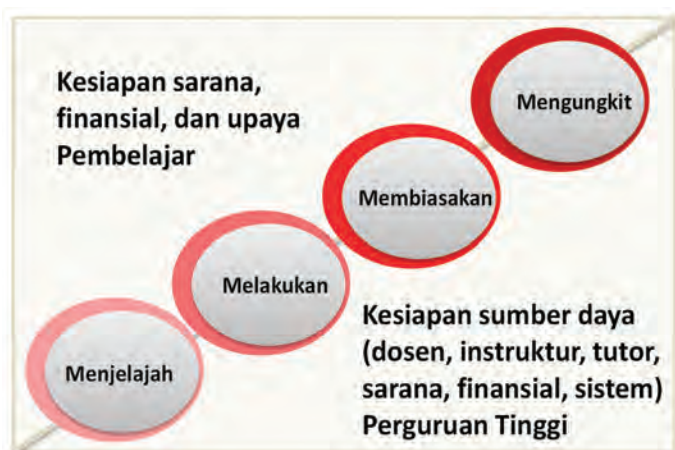 Kesiapan sarana,
finansial, dan upaya
Pembelajar
Mengungkit
Membiasakan
Melakukan
Menjelajah
Kesiapan sumber daya
(dosen, instruktur, tutor,
sarana, finansial, sistem)
Perguruan Tinggi